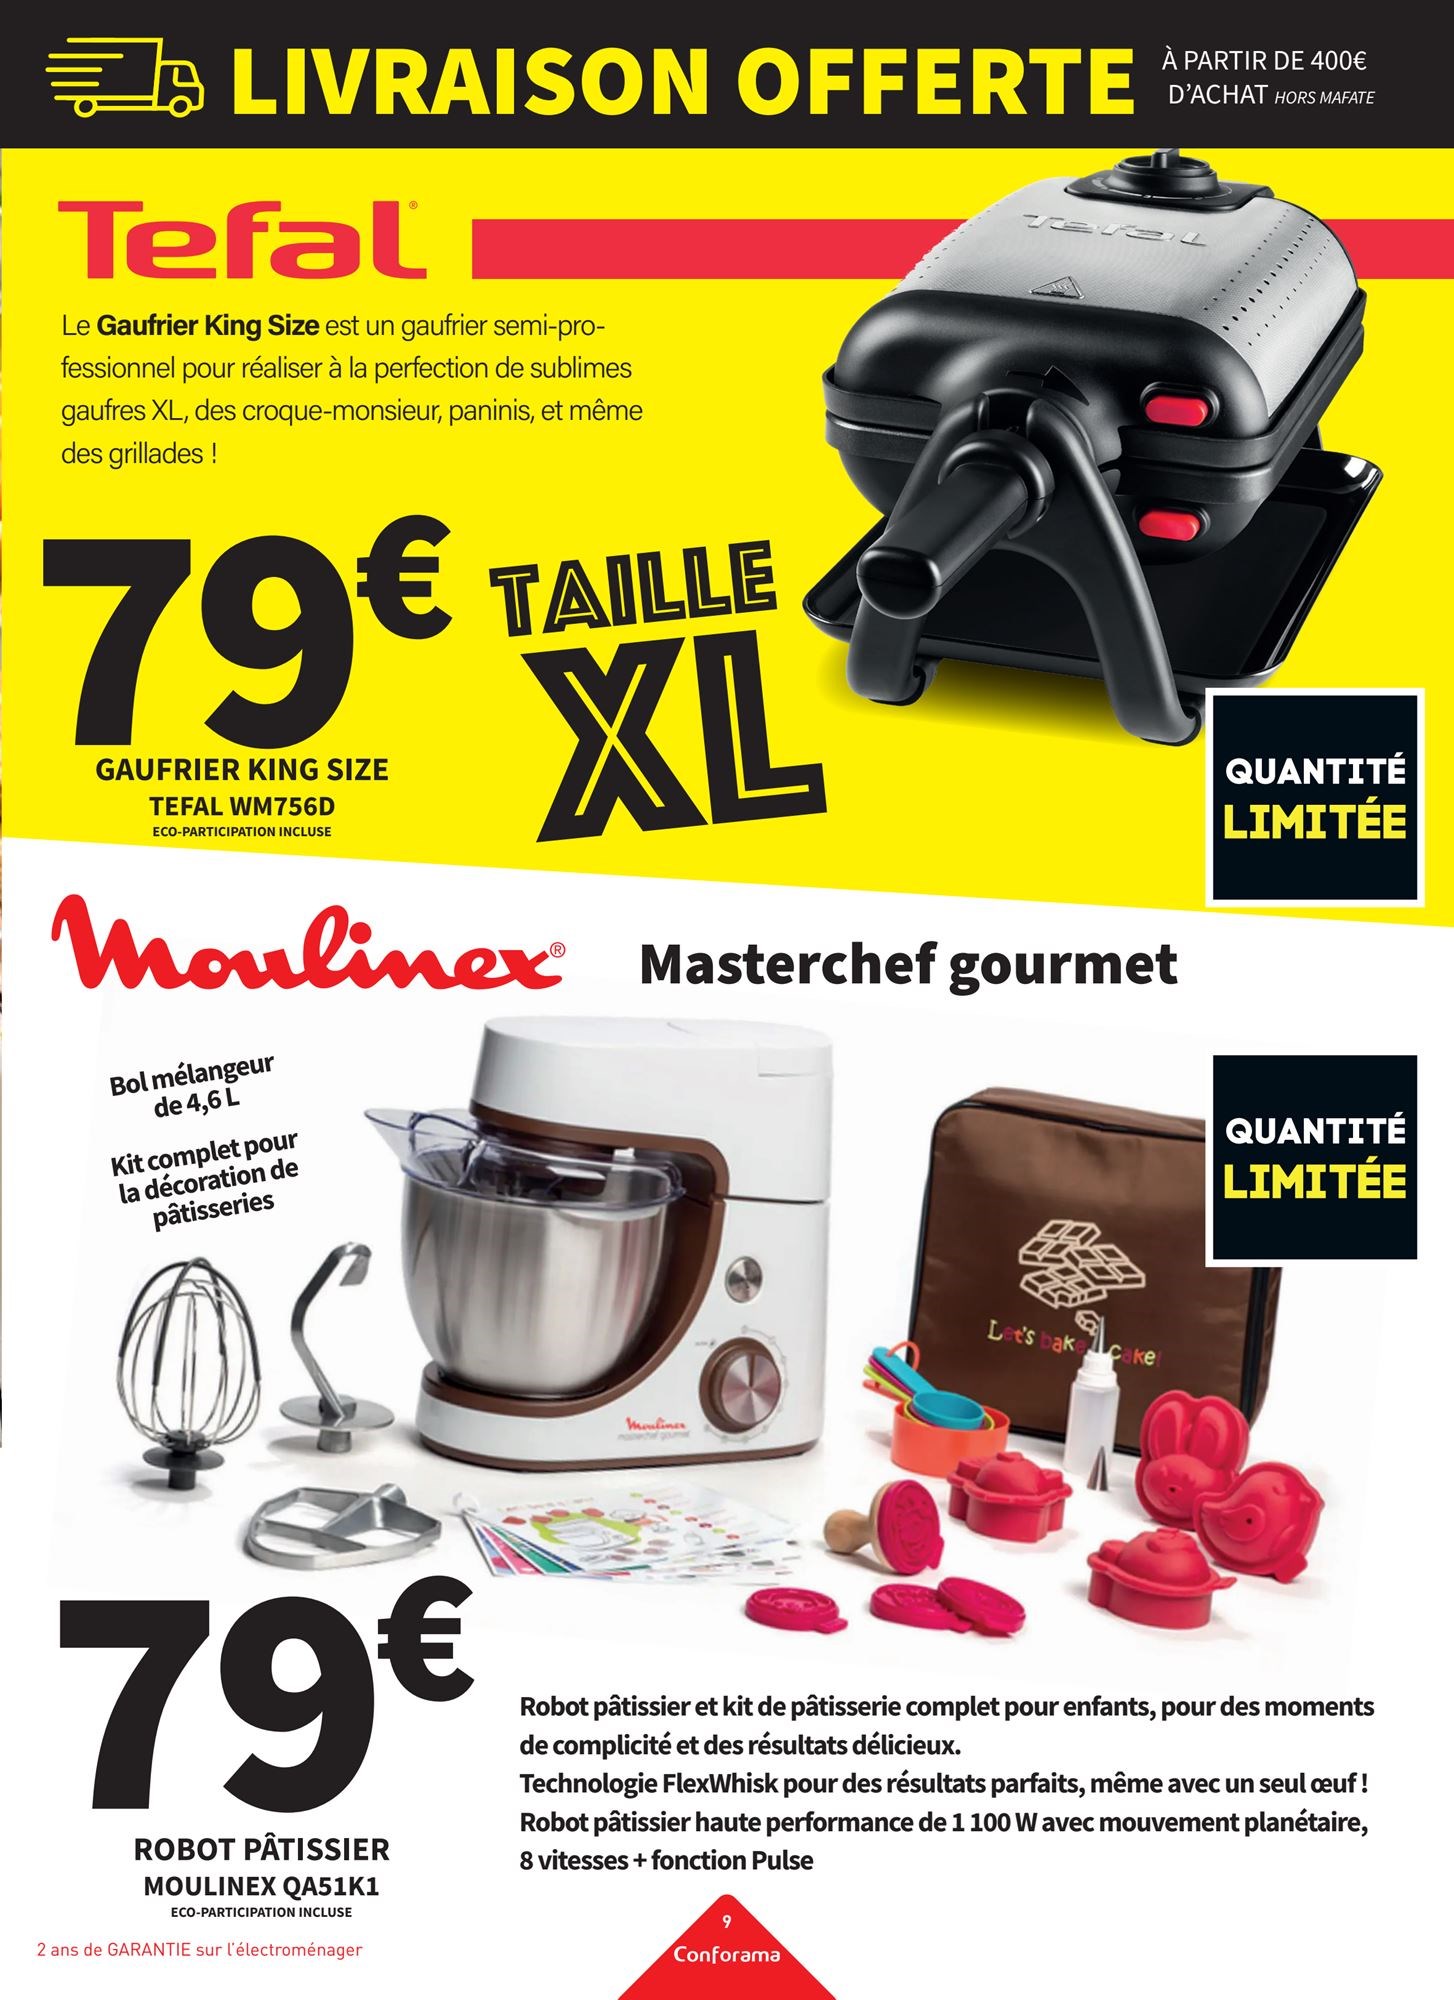 LIVRAISON OFFERTE
À PARTIR DE 400€
D'ACHAT HORS MAFATE
Tefal®
Tefal
Le Gaufrier King Size est un gaufrier semi-pro-
fessionnel pour réaliser à la perfection de sublimes
gaufres XL, des croque-monsieur, paninis, et même
des grillades !
79€
TAILLE
XL
GAUFRIER KING SIZE
TEFAL WM756D
ECO-PARTICIPATION INCLUSE
QUANTITÉ
LIMITÉE
Moulinex®
Masterchef gourmet
Bol mélangeur
de 4,6 L
Kit complet pour
la décoration de
pâtisseries
QUANTITÉ
LIMITÉE
Let's bake cake!
Moulinex
masterchef gourmet
79€
Robot pâtissier et kit de pâtisserie complet pour enfants, pour des moments
de complicité et des résultats délicieux.
Technologie FlexWhisk pour des résultats parfaits, même avec un seul œuf !
Robot pâtissier haute performance de 1 100 W avec mouvement planétaire,
8 vitesses + fonction Pulse
ROBOT PÂTISSIER
MOULINEX QA51K1
ECO-PARTICIPATION INCLUSE
2 ans de GARANTIE sur l'électroménager
9
Conforama